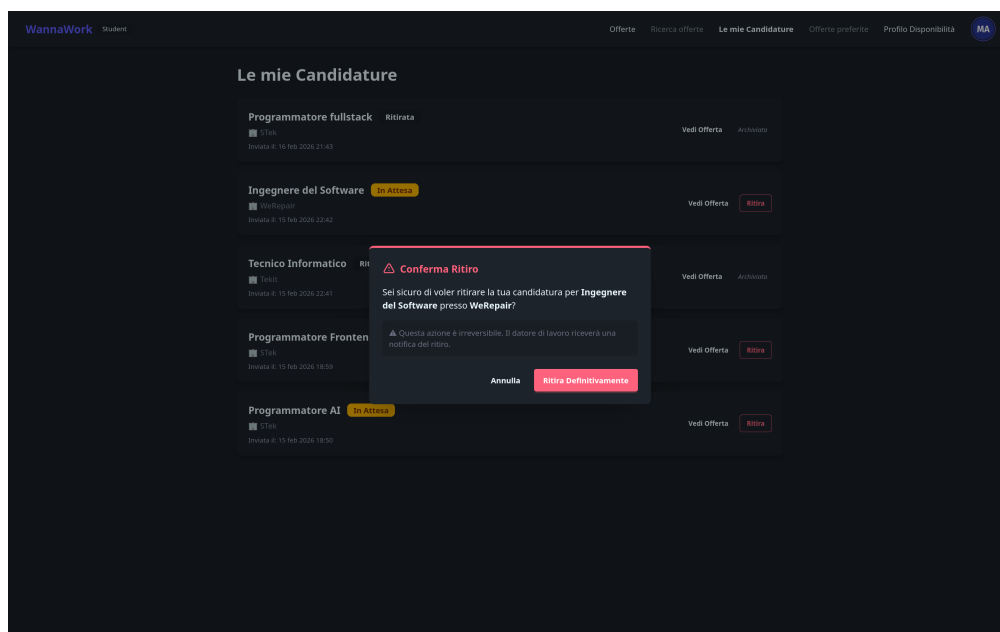 WannaWork Student Offerte Ricerca offerte Le mie Candidature Offerte preferite Profilo Disponibilità MA
Le mie Candidature
Programmatore fullstack Ritirata
STek
Inviata il: 16 feb 2026 21:43
Vedi Offerta Archiviata
Ingegnere del Software In Attesa
WeRepair
Inviata il: 15 feb 2026 22:42
Vedi Offerta Ritira
Tecnico Informatico Rit
Tekit
Inviata il: 15 feb 2026 22:41
Vedi Offerta Archiviata
Programmatore Fronten
STek
Inviata il: 15 feb 2026 18:59
Vedi Offerta Ritira
Programmatore AI In Attesa
STek
Inviata il: 15 feb 2026 18:50
Vedi Offerta Ritira
Conferma Ritiro
Sei sicuro di voler ritirare la tua candidatura per Ingegnere
del Software presso WeRepair?
Questa azione è irreversibile. Il datore di lavoro riceverà una
notifica del ritiro.
Annulla Ritira Definitivamente